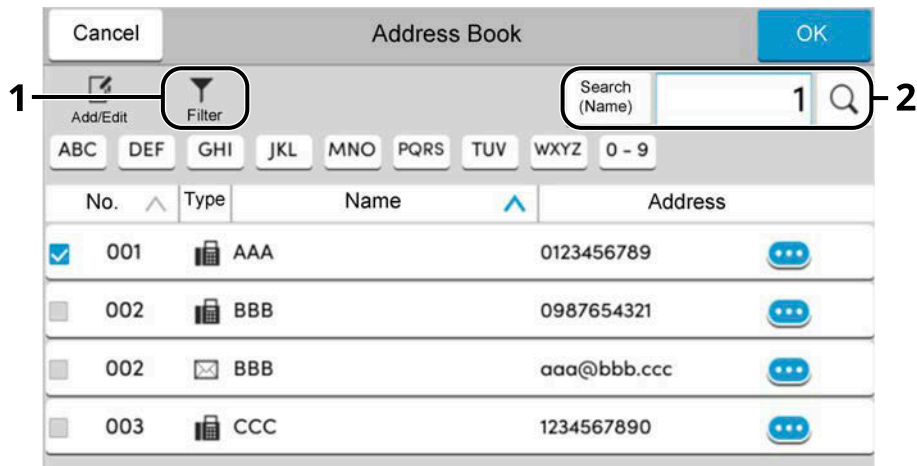 Cancel Address Book OK
1 Add/Edit Filter Search (Name) 1 2
ABC DEF GHI JKL MNO PQRS TUV WXYZ 0 - 9
No. Type Name Address
001 AAA 0123456789
002 BBB 0987654321
002 BBB aaa@bbb.ccc
003 CCC 1234567890